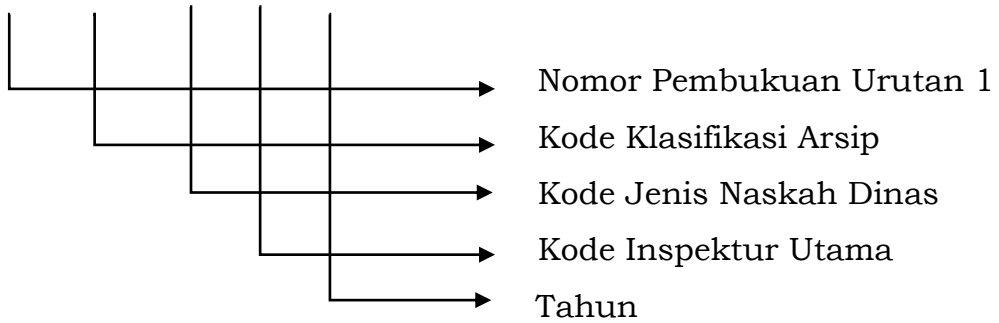 Nomor Pembukuan Urutan 1
Kode Klasifikasi Arsip
Kode Jenis Naskah Dinas
Kode Inspektur Utama
Tahun